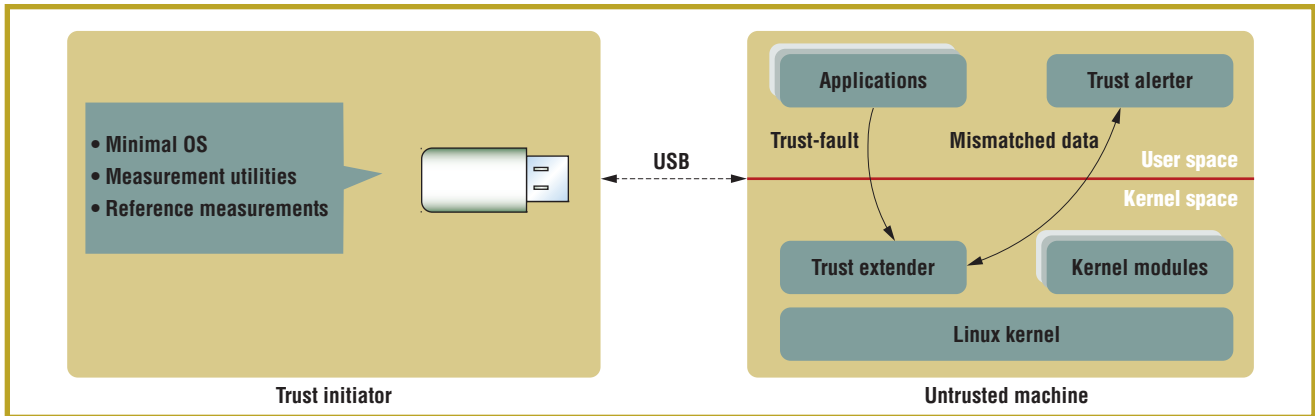 • Minimal OS
• Measurement utilities
• Reference measurements
USB
Applications
Trust alerter
Trust-fault
Mismatched data
User space
Kernel space
Trust extender
Kernel modules
Linux kernel
Trust initiator
Untrusted machine